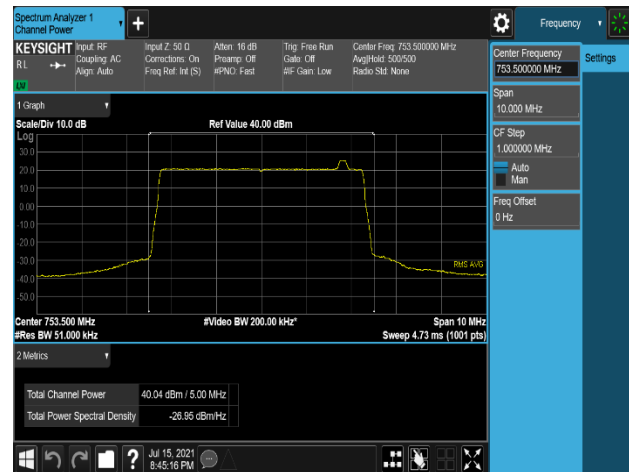 Spectrum Analyzer 1
Channel Power
+
Frequency
KEYSIGHT
RL
Input: RF
Coupling: AC
Align: Auto
Input Z: 50 Ω
Corrections: On
Freq Ref: Int (S)
Atten: 16 dB
Preamp: Off
#PNO: Fast
Trig: Free Run
Gate: Off
#IF Gain: Low
Center Freq: 753.500000 MHz
Avg|Hold: 500/500
Radio Std: None
LM
Center Frequency
753.500000 MHz
Settings
Span
10.000 MHz
CF Step
1.000000 MHz
Auto
Man
Freq Offset
0 Hz
1 Graph
Scale/Div 10.0 dB
Ref Value 40.00 dBm
Log
30.0
20.0
10.0
0.00
-10.0
-20.0
-30.0
-40.0
-50.0
RMS AVG
Center 753.500 MHz
#Video BW 200.00 kHz*
Span 10 MHz
#Res BW 51.000 kHz
Sweep 4.73 ms (1001 pts)
2 Metrics
Total Channel Power 40.04 dBm / 5.00 MHz
Total Power Spectral Density -26.95 dBm/Hz
?
Jul 15, 2021
8:45:16 PM